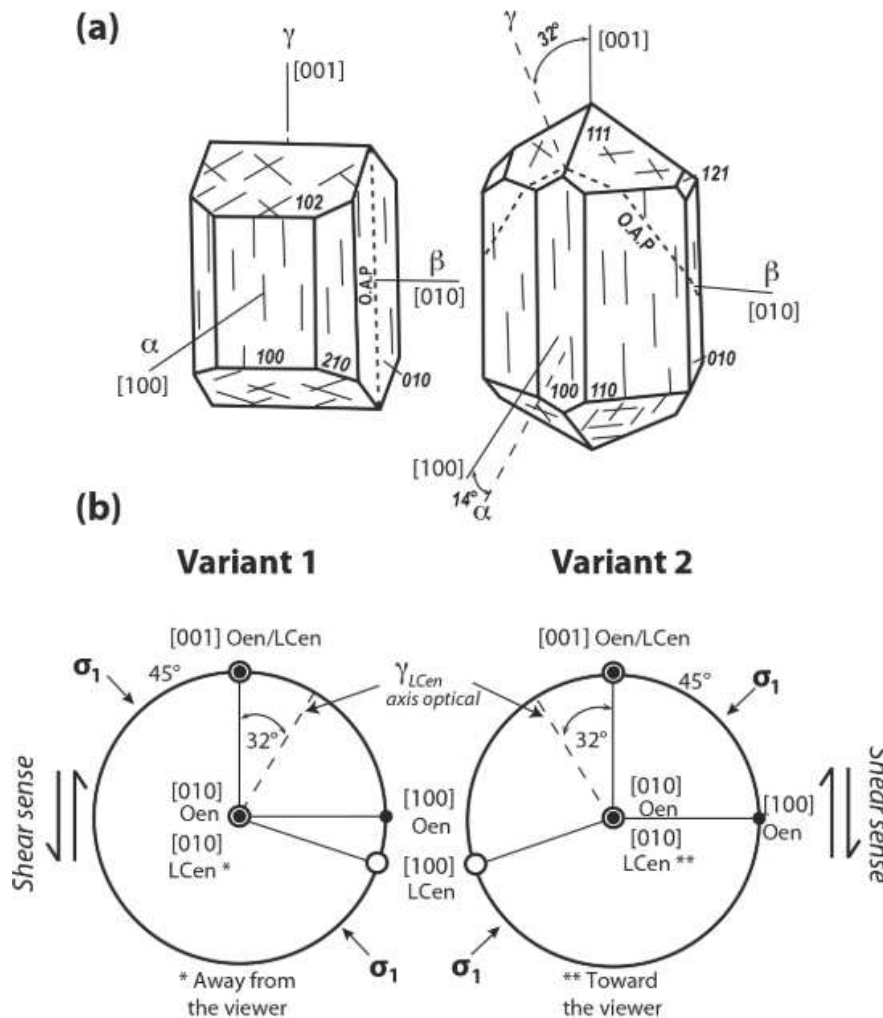 (a)
γ
[001]
102
O.A.P
β
[010]
α
[100]
100
210
010
γ
32°
[001]
111
121
O.A.P
β
[010]
010
100
110
[100]
14°
α
(b)
Variant 1
[001] Oen/LCen
σ1
45°
γLCen
axis optical
32°
[010]
Oen
[010]
LCen *
[100]
Oen
[100]
LCen
Shear sense
σ1
* Away from
the viewer
Variant 2
[001] Oen/LCen
45°
σ1
32°
[010]
Oen
[010]
LCen **
[100]
Oen
Shear sense
σ1
** Toward
the viewer